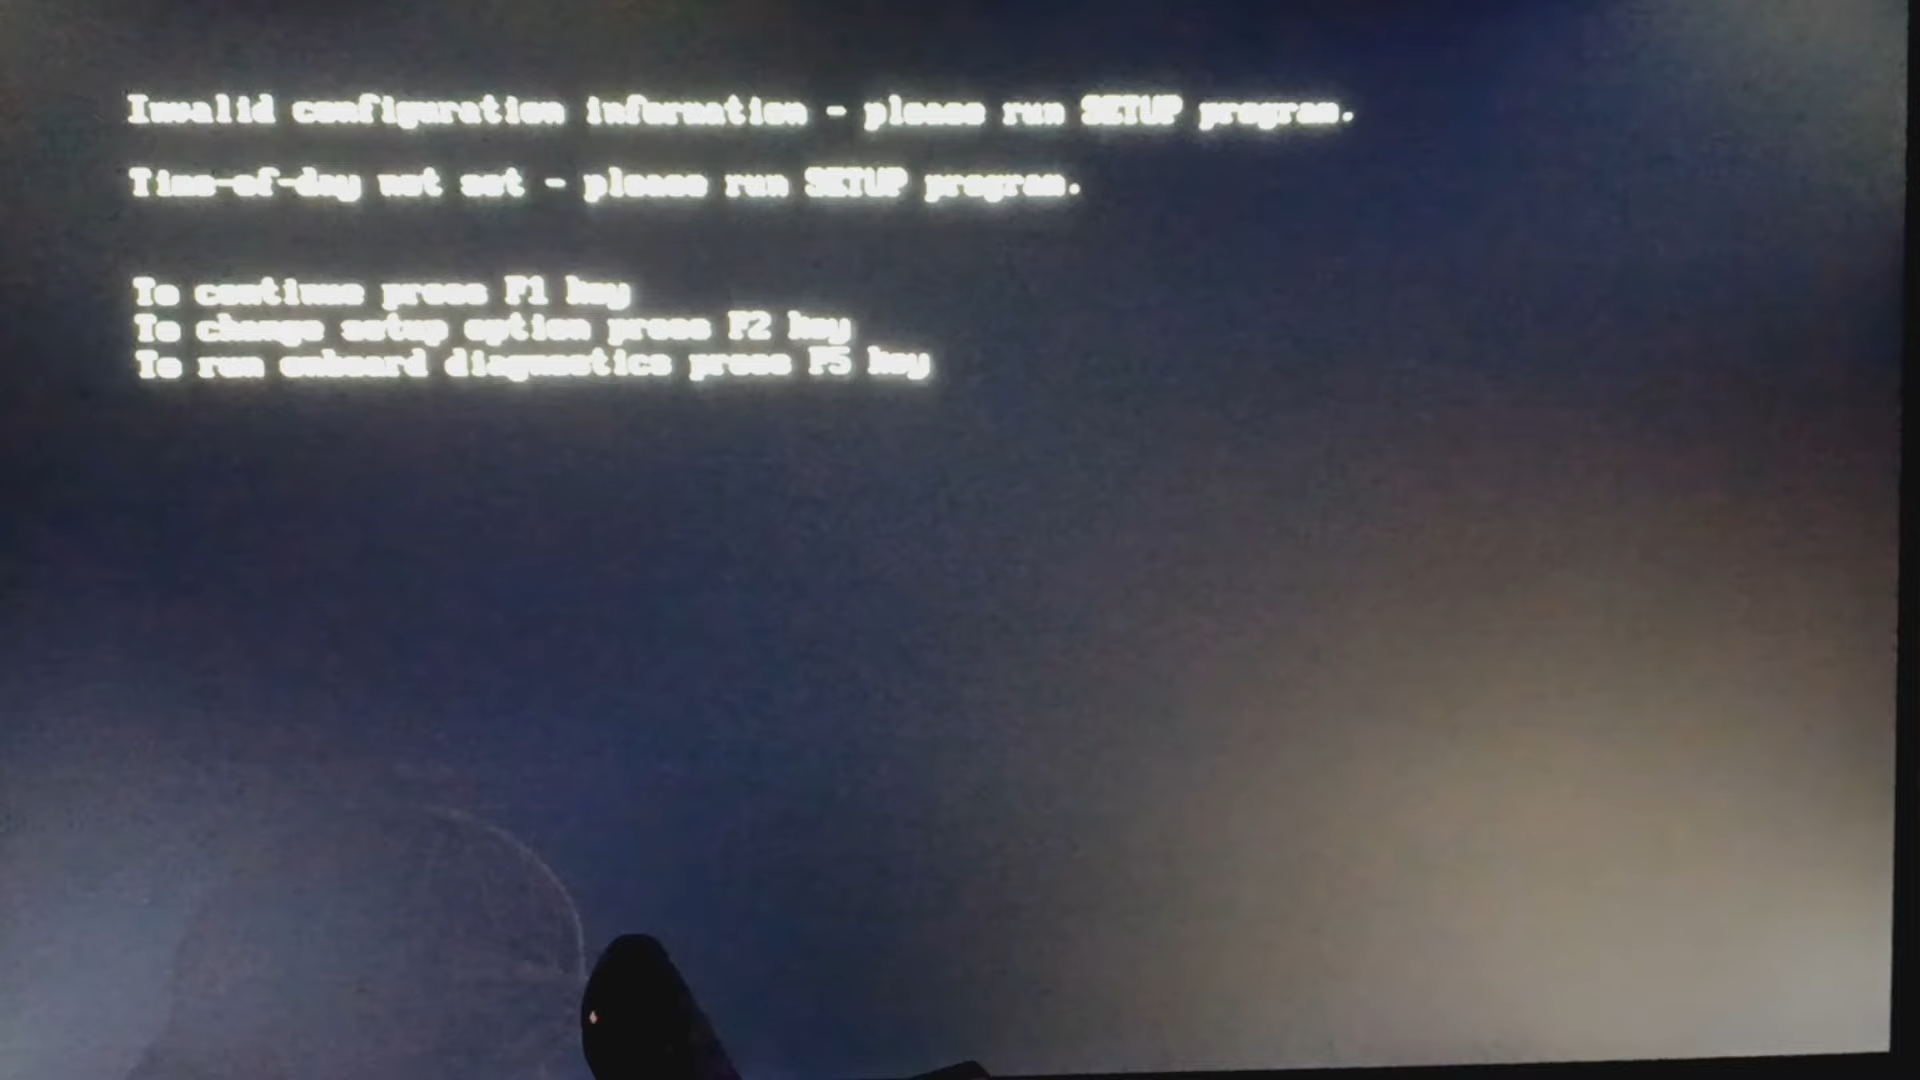 Invalid configuration information - please run SETUP program.
Time-of-day not set - please run SETUP program.
To continue press F1 key
To change setup option press F2 key
To run onboard diagnostics press F5 key